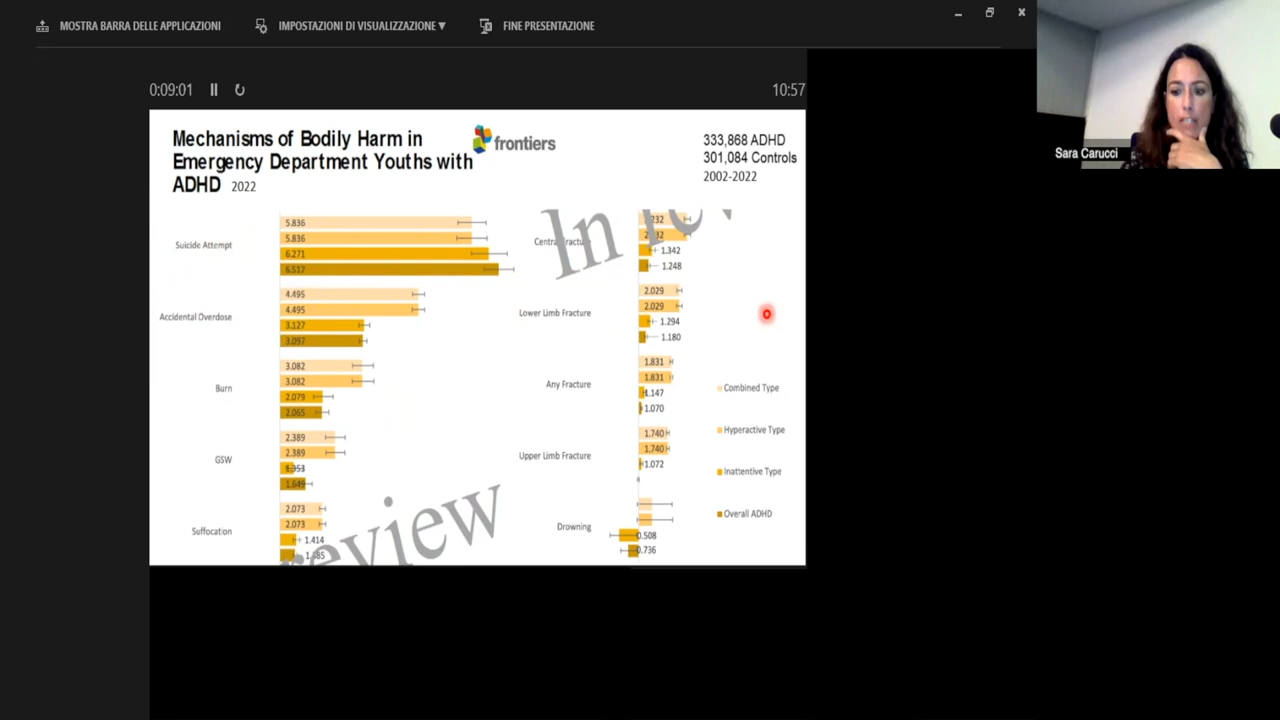 MOSTRA BARRA DELLE APPLICAZIONI
IMPOSTAZIONI DI VISUALIZZAZIONE ▼
FINE PRESENTAZIONE
Sara Carucci
0:09:01
10:57
Mechanisms of Bodily Harm in
Emergency Department Youths with
ADHD 2022
frontiers
333,868 ADHD
301,084 Controls
2002-2022
Suicide Attempt
5.836
5.836
6.271
6.517
Accidental Overdose
4.495
4.495
3.127
3.097
Burn
3.082
3.082
2.079
2.065
GSW
2.389
2.389
1.649
Suffocation
2.073
2.073
1.414
review
In rev
1.342
1.248
Lower Limb Fracture
2.029
2.029
1.294
1.180
Any Fracture
1.831
1.831
1.147
1.070
Upper Limb Fracture
1.740
1.740
1.072
Drowning
0.508
0.736
Combined Type
Hyperactive Type
Inattentive Type
Overall ADHD